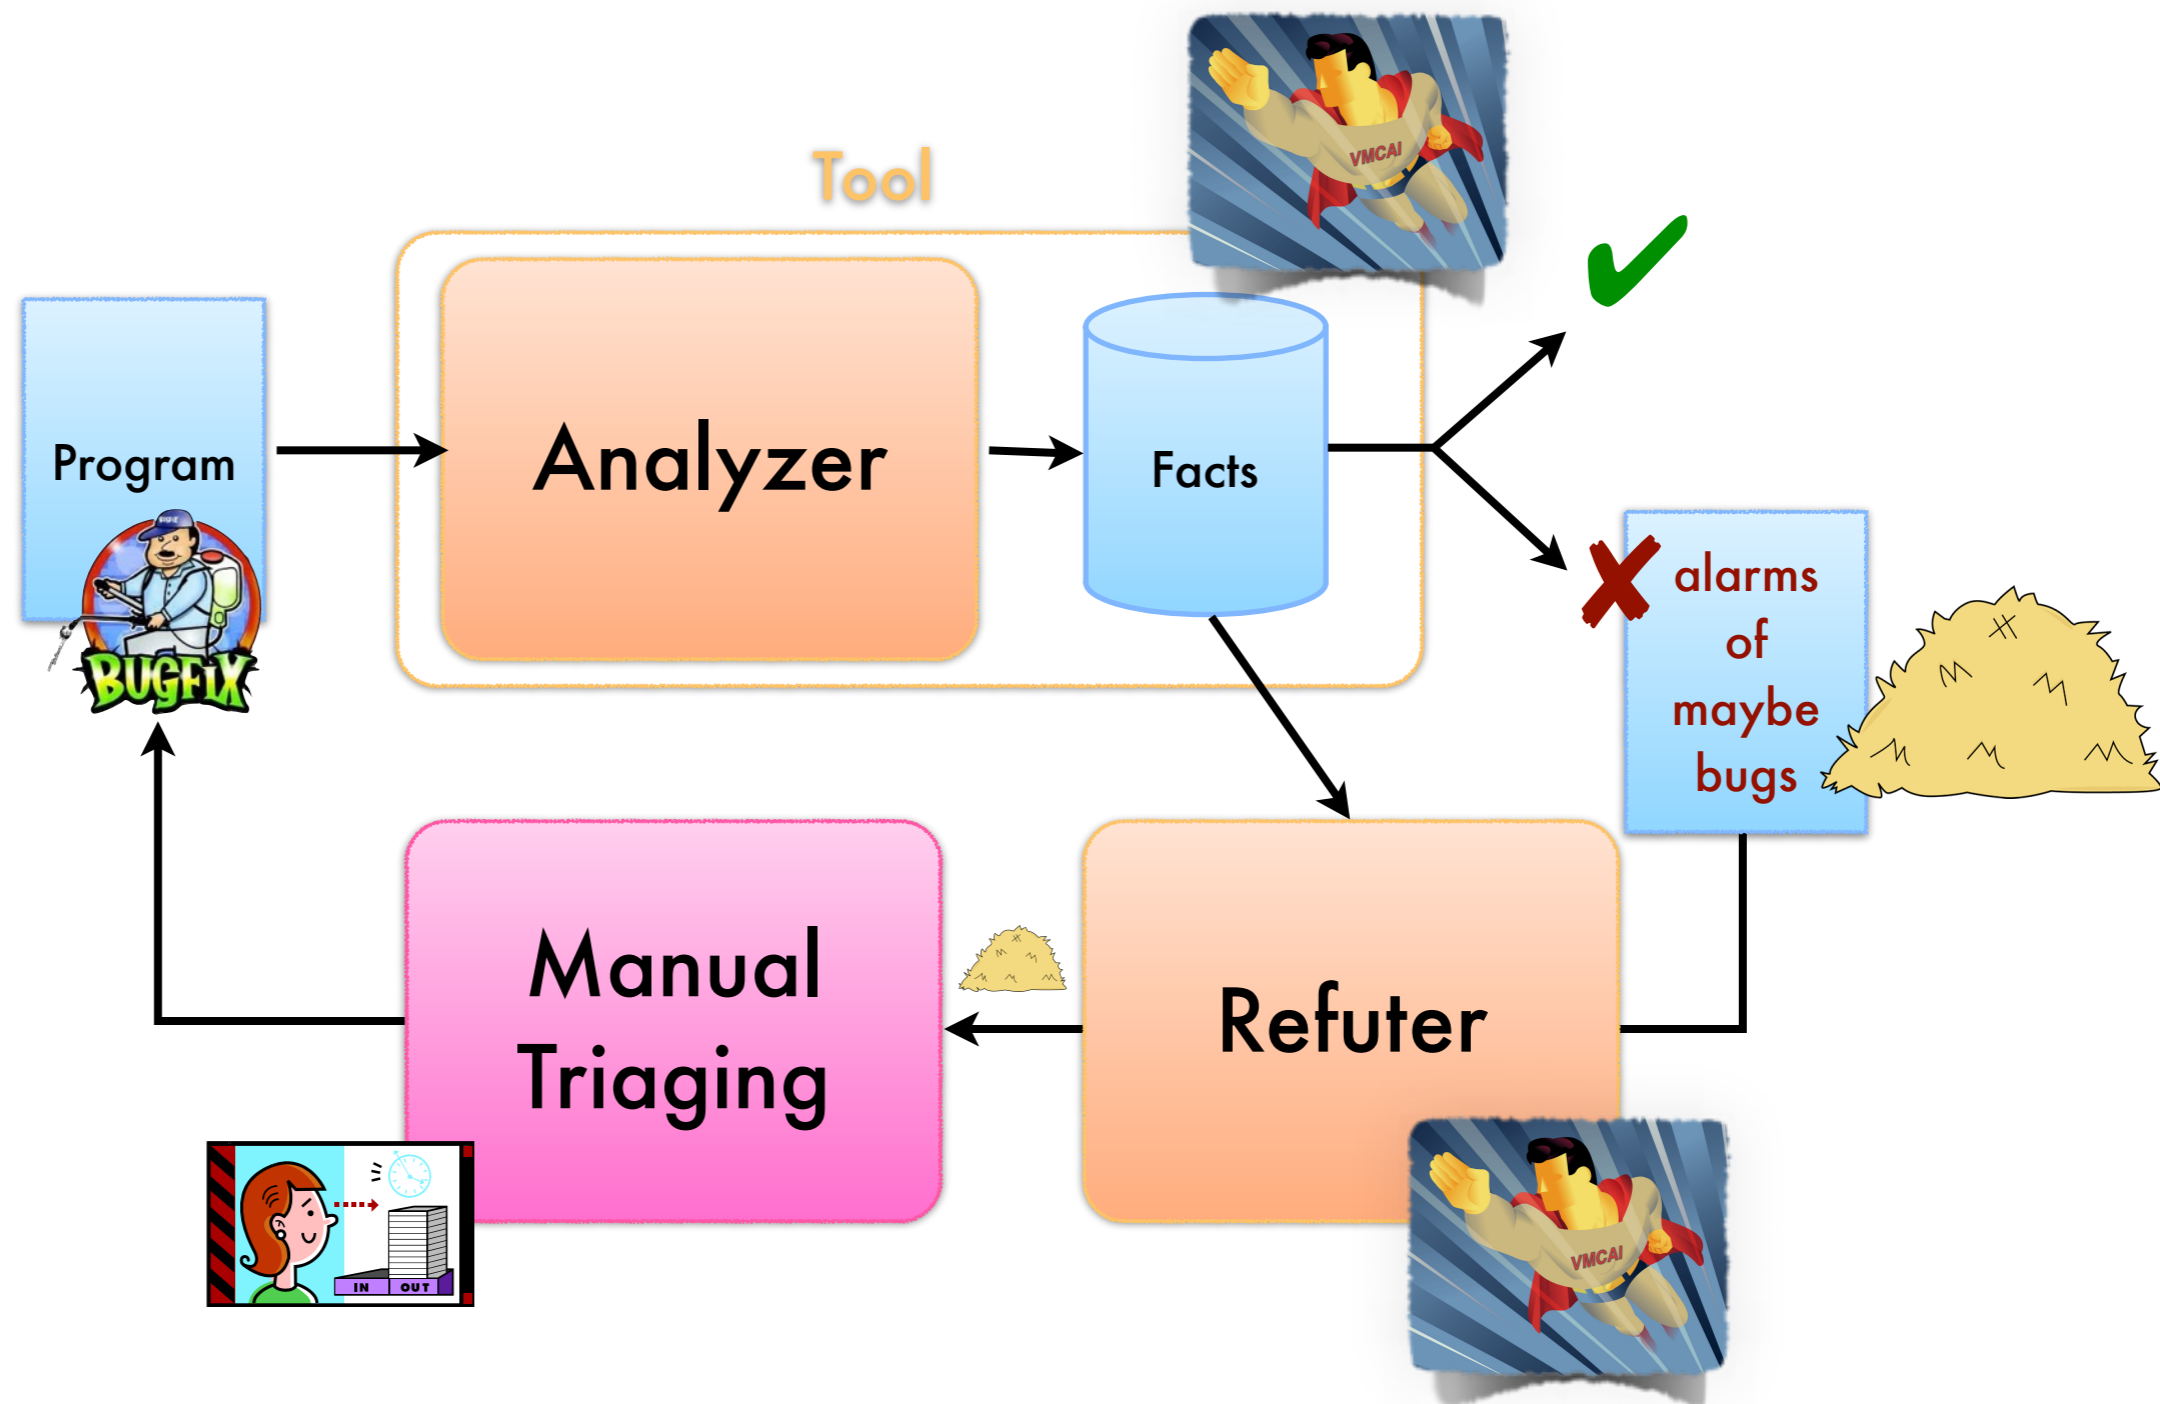 Tool
VMCAI
Program
Analyzer
Facts
alarms
of
maybe
bugs
BUGFIX
Manual
Triaging
Refuter
IN
OUT
VMCAI